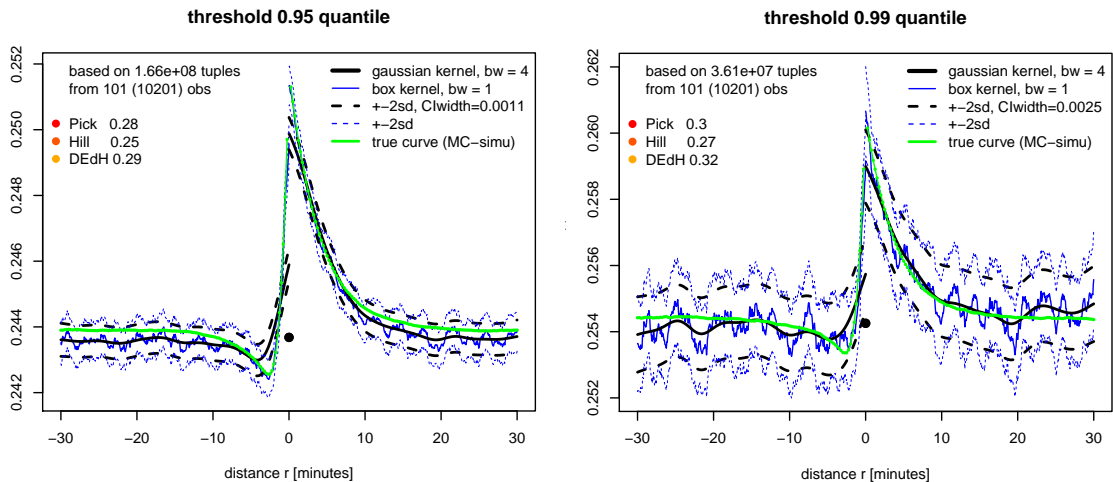 threshold 0.95 quantile
based on 1.66e+08 tuples
from 101 (10201) obs
Pick 0.28
Hill 0.25
DEdH 0.29
gaussian kernel, bw = 4
box kernel, bw = 1
+−2sd, CIwidth=0.0011
+−2sd
true curve (MC−simu)
0.252
0.250
0.248
0.246
0.244
0.242
−30 −20 −10 0 10 20 30
distance r [minutes]
threshold 0.99 quantile
based on 3.61e+07 tuples
from 101 (10201) obs
Pick 0.3
Hill 0.27
DEdH 0.32
gaussian kernel, bw = 4
box kernel, bw = 1
+−2sd, CIwidth=0.0025
+−2sd
true curve (MC−simu)
0.262
0.260
0.258
0.256
0.254
0.252
−30 −20 −10 0 10 20 30
distance r [minutes]